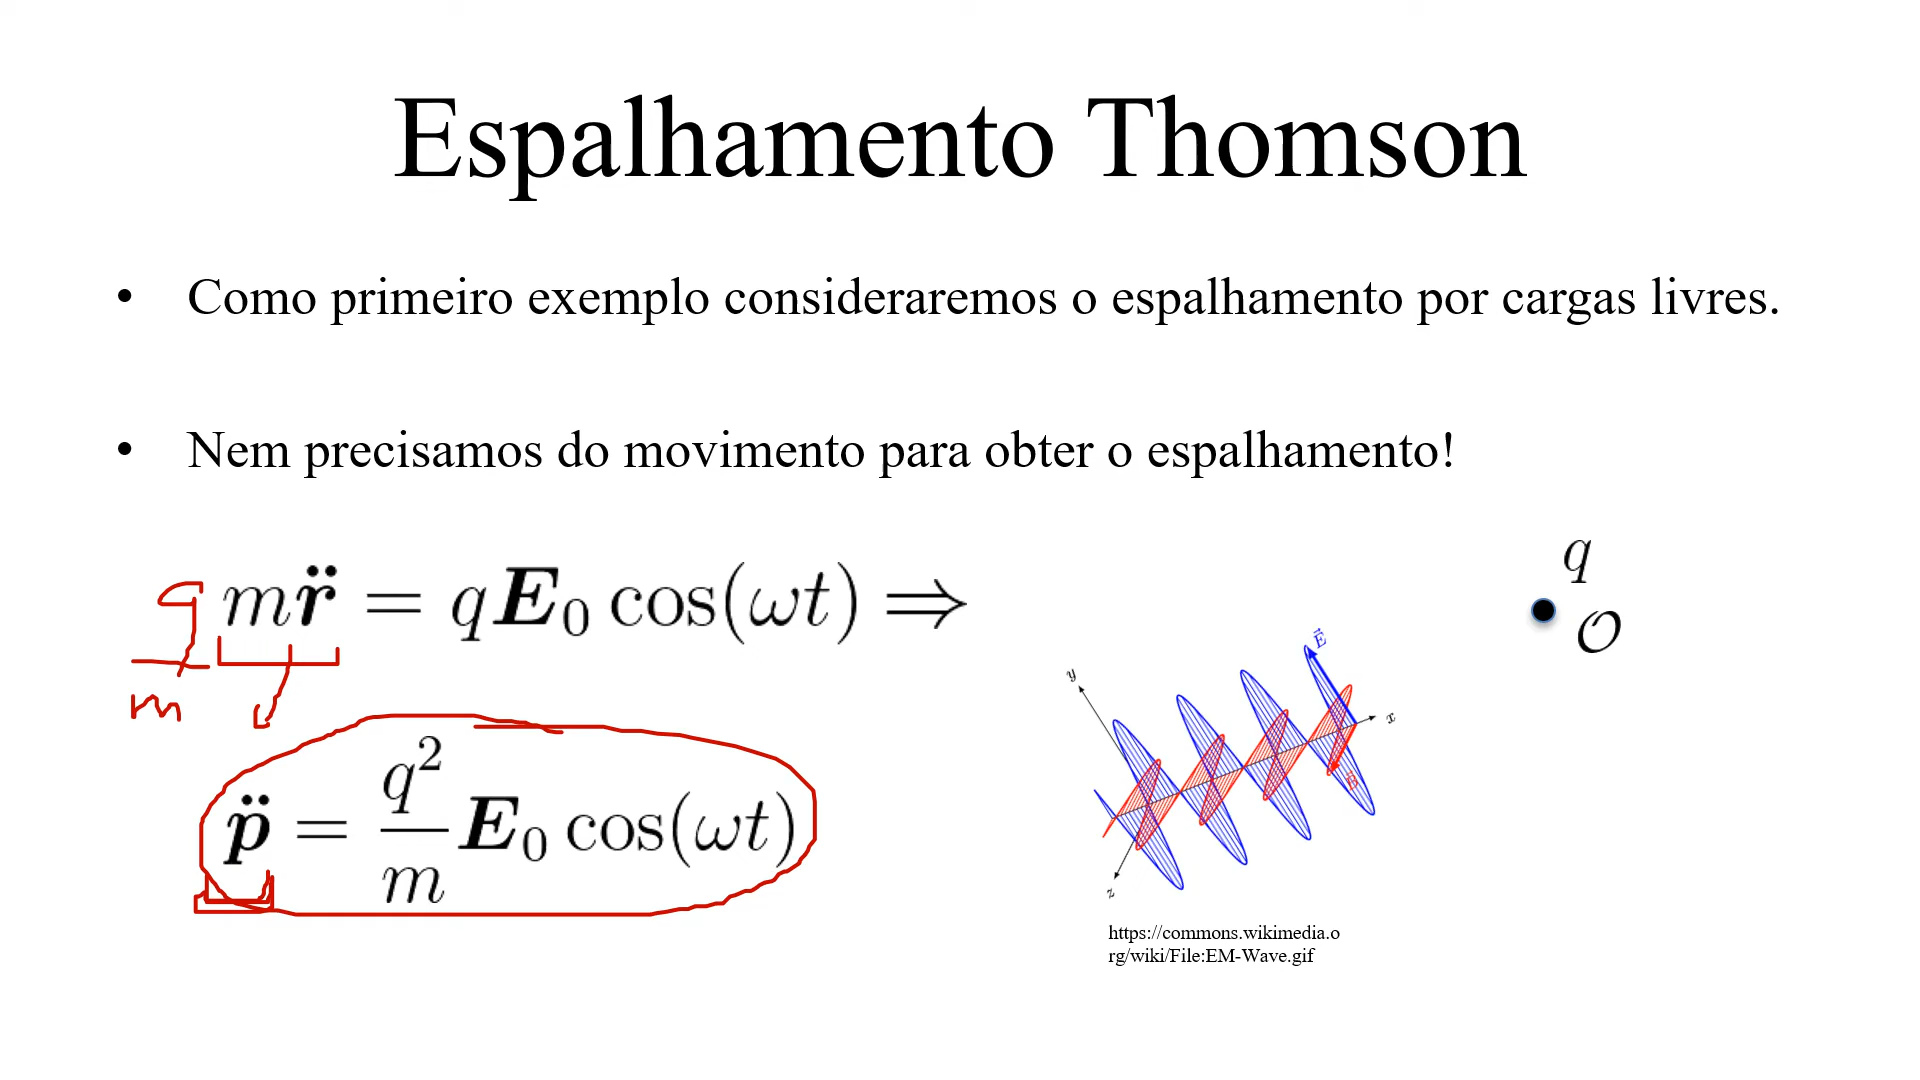 Espalhamento Thomson
• Como primeiro exemplo consideraremos o espalhamento por cargas livres.
• Nem precisamos do movimento para obter o espalhamento!
q
m
m r̈ = q E₀ cos(ωt) ⇒
p̈ = q²/m E₀ cos(ωt)
q
𝒪
y
E⃗
x
B⃗
z
https://commons.wikimedia.o
rg/wiki/File:EM-Wave.gif